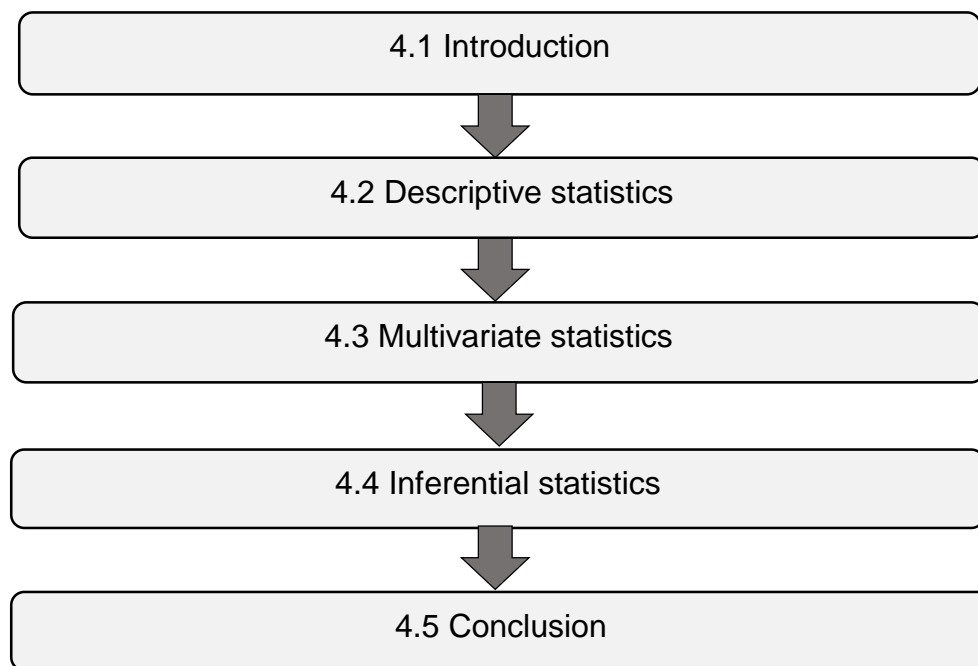 4.1 Introduction
4.2 Descriptive statistics
4.3 Multivariate statistics
4.4 Inferential statistics
4.5 Conclusion